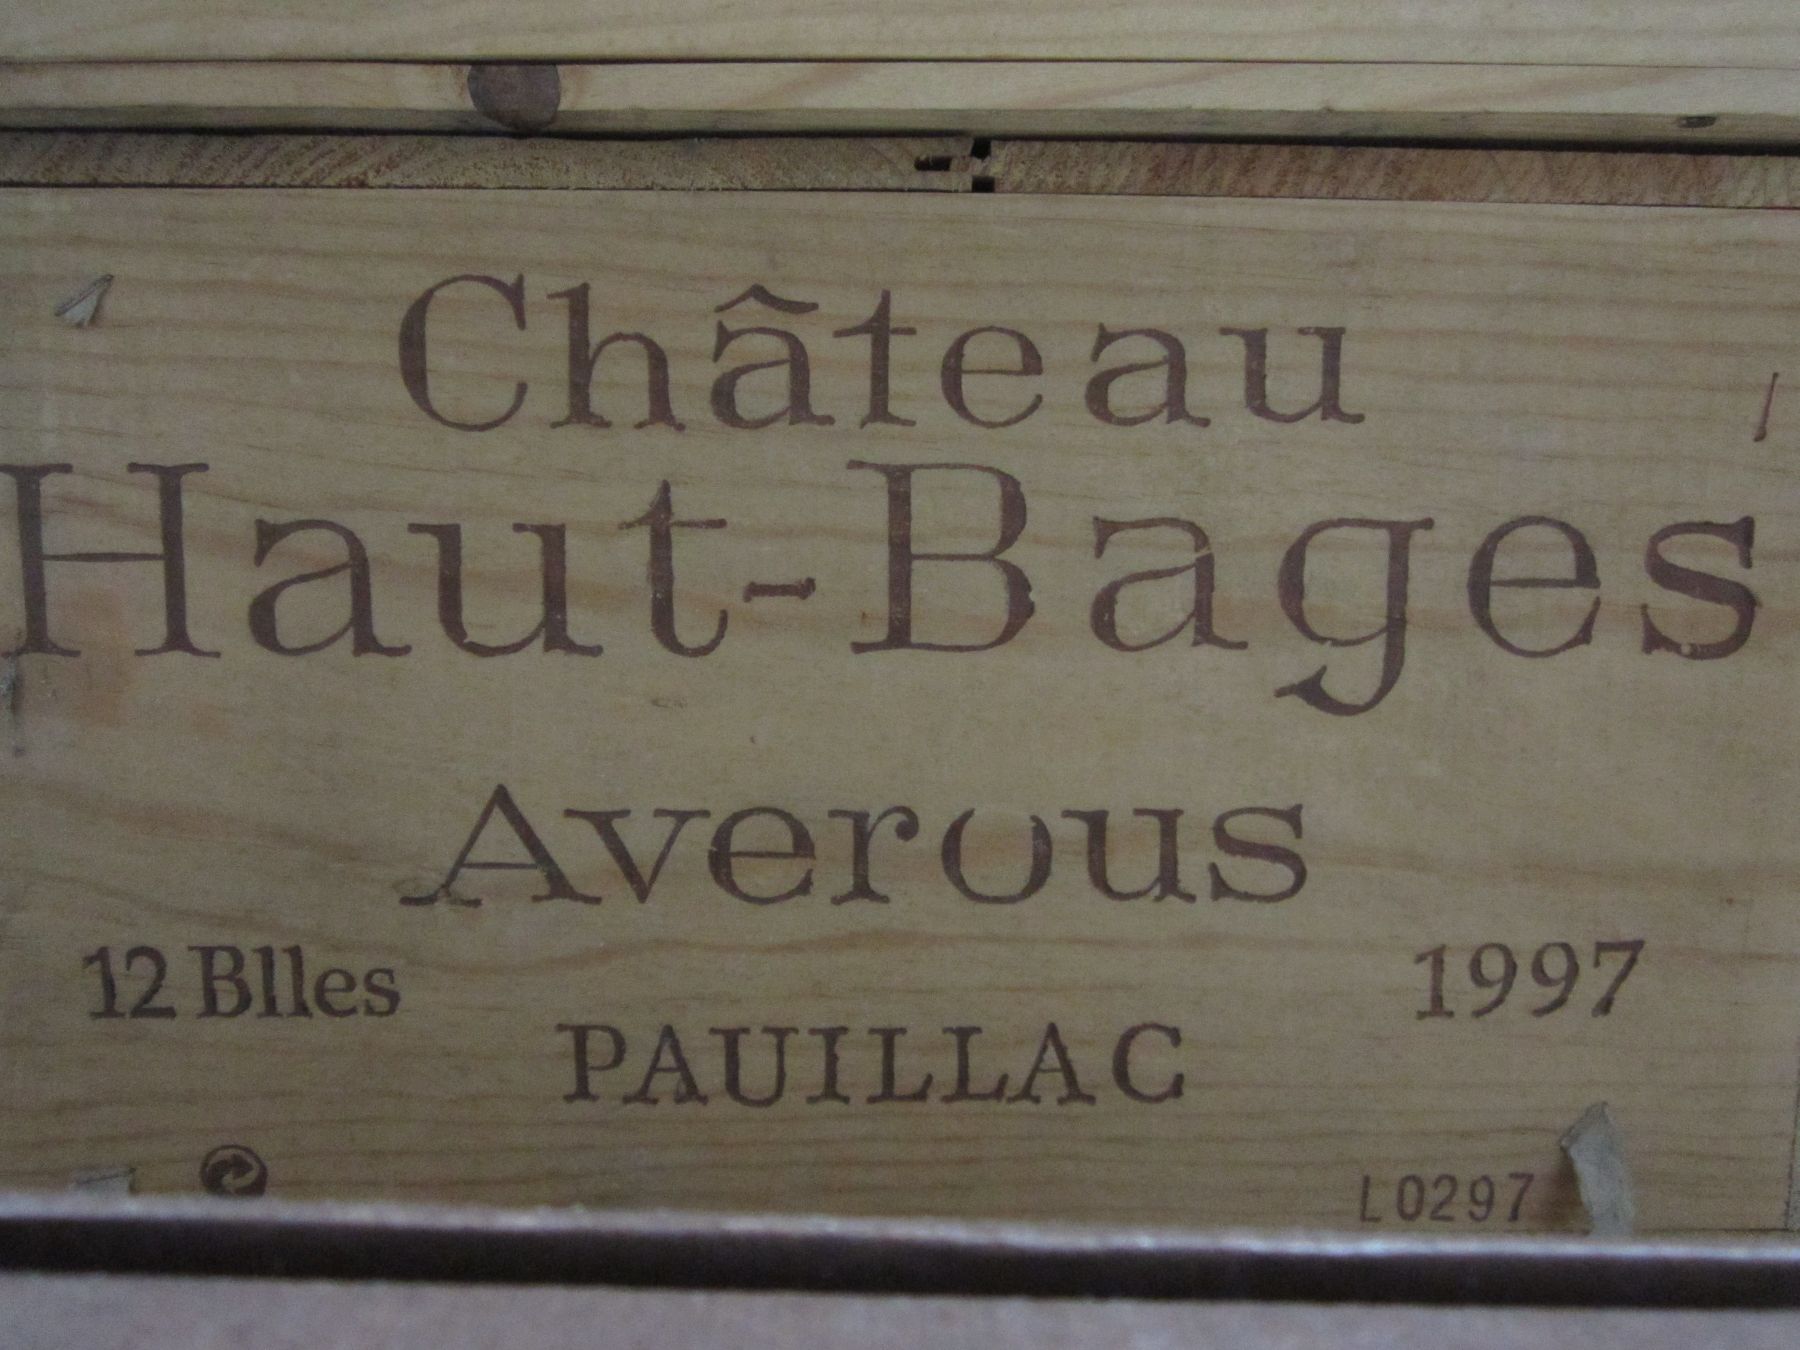 Château
Haut-Bages
Averous
12 Blles 1997
PAUILLAC
L0297